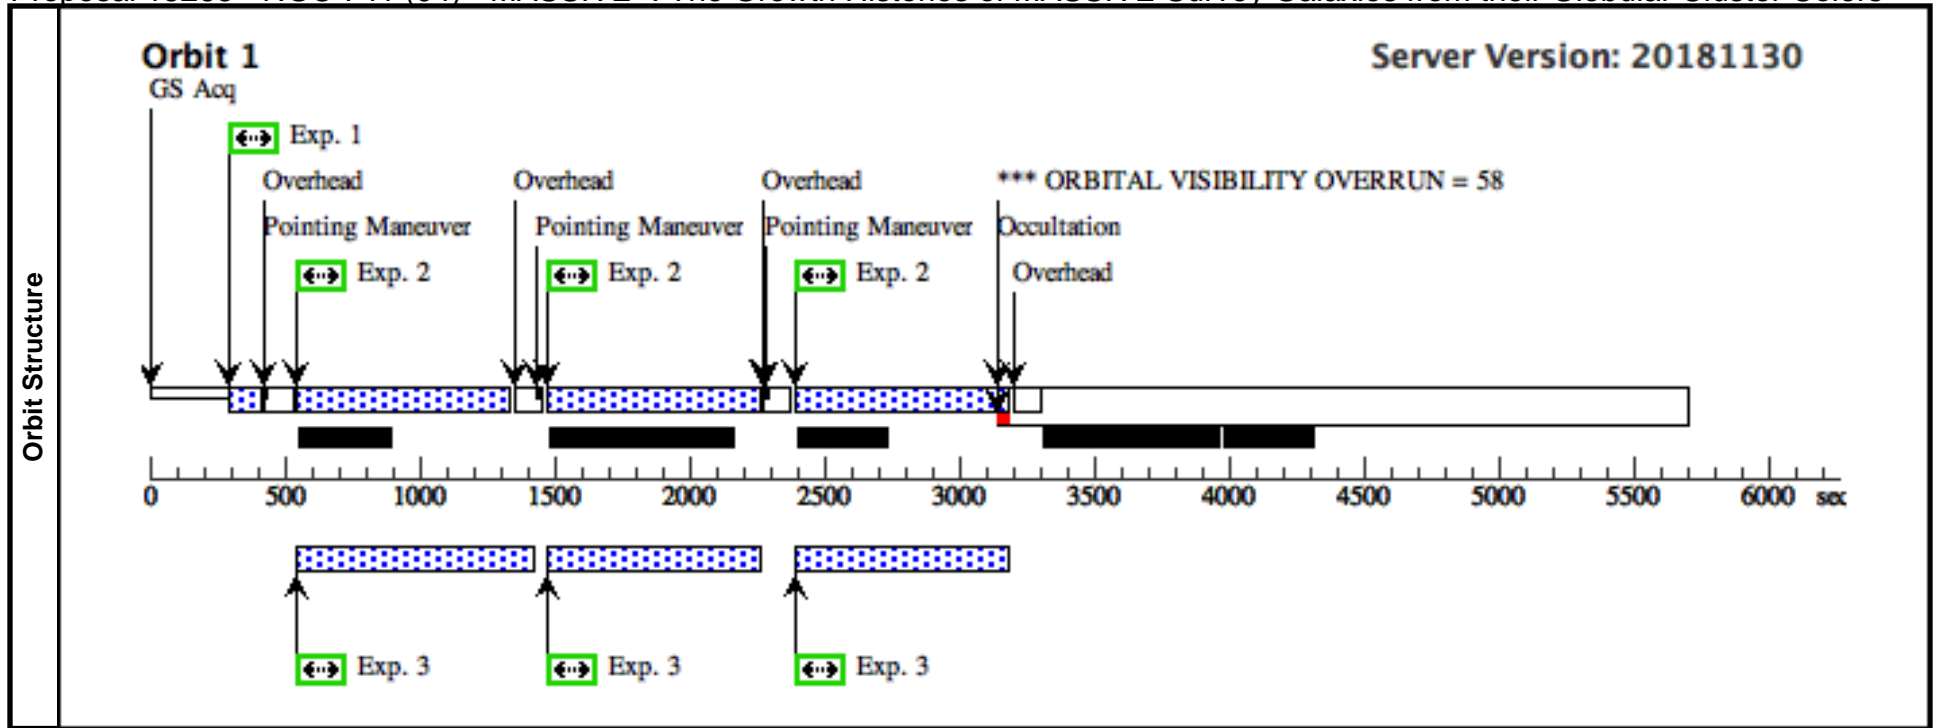 Orbit 1
Server Version: 20181130
GS Acq
Exp. 1
Overhead Overhead Overhead *** ORBITAL VISIBILITY OVERRUN = 58
Pointing Maneuver Pointing Maneuver Pointing Maneuver Occultation
Exp. 2 Exp. 2 Exp. 2 Overhead
Orbit Structure
0 500 1000 1500 2000 2500 3000 3500 4000 4500 5000 5500 6000 sec
Exp. 3 Exp. 3 Exp. 3